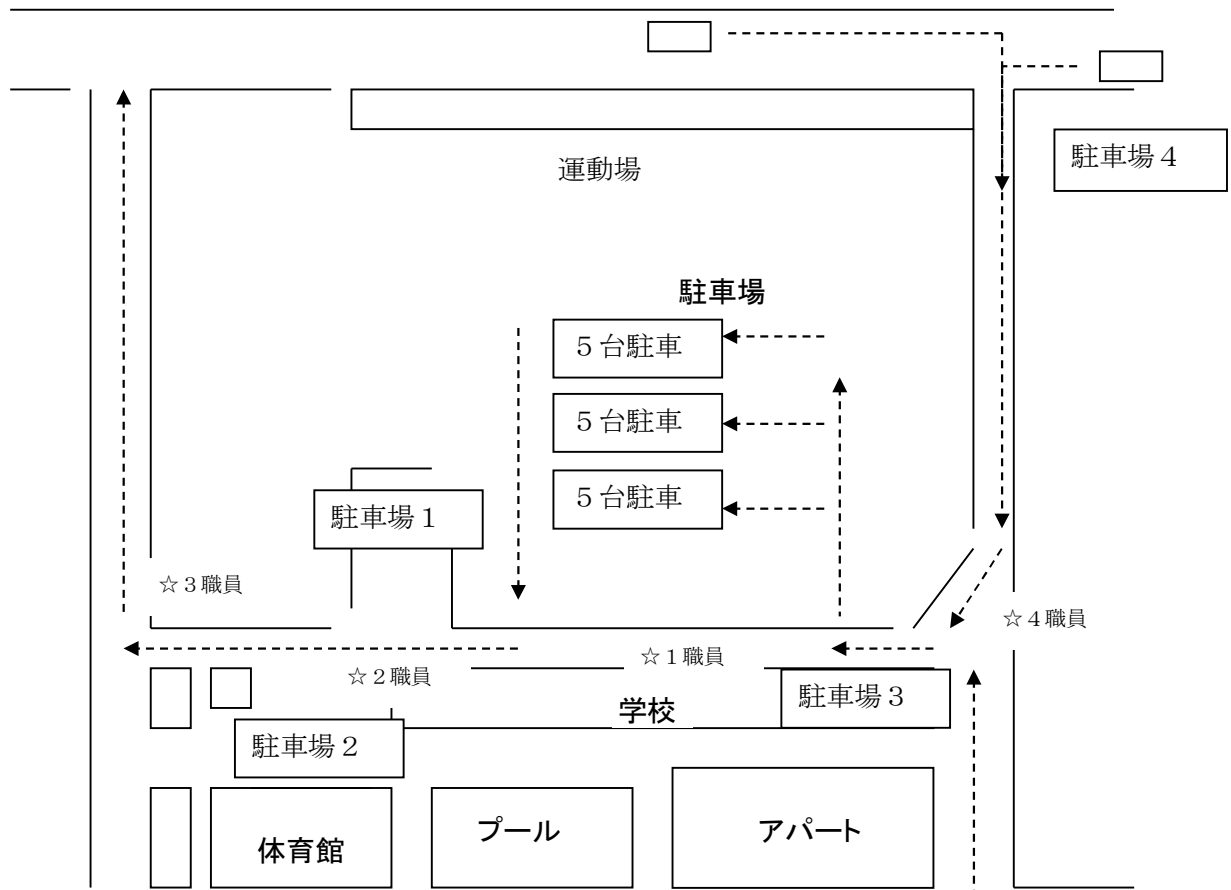 運動場
駐車場４
駐車場
５台駐車
５台駐車
５台駐車
駐車場１
☆３職員
☆４職員
☆１職員
☆２職員
駐車場３
学校
駐車場２
体育館
プール
アパート